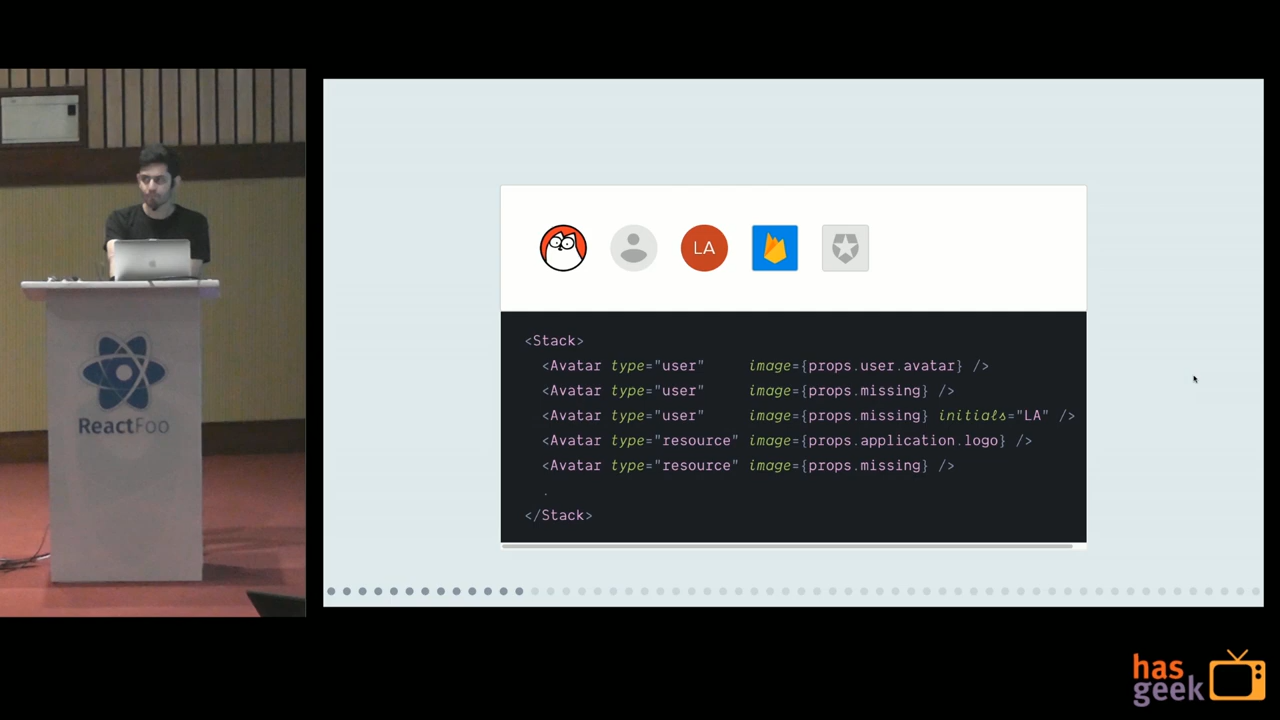 ReactFoo
LA
<Stack>
<Avatar type="user" image={props.user.avatar} />
<Avatar type="user" image={props.missing} />
<Avatar type="user" image={props.missing} initials="LA" />
<Avatar type="resource" image={props.application.logo} />
<Avatar type="resource" image={props.missing} />
.
</Stack>
has
geek